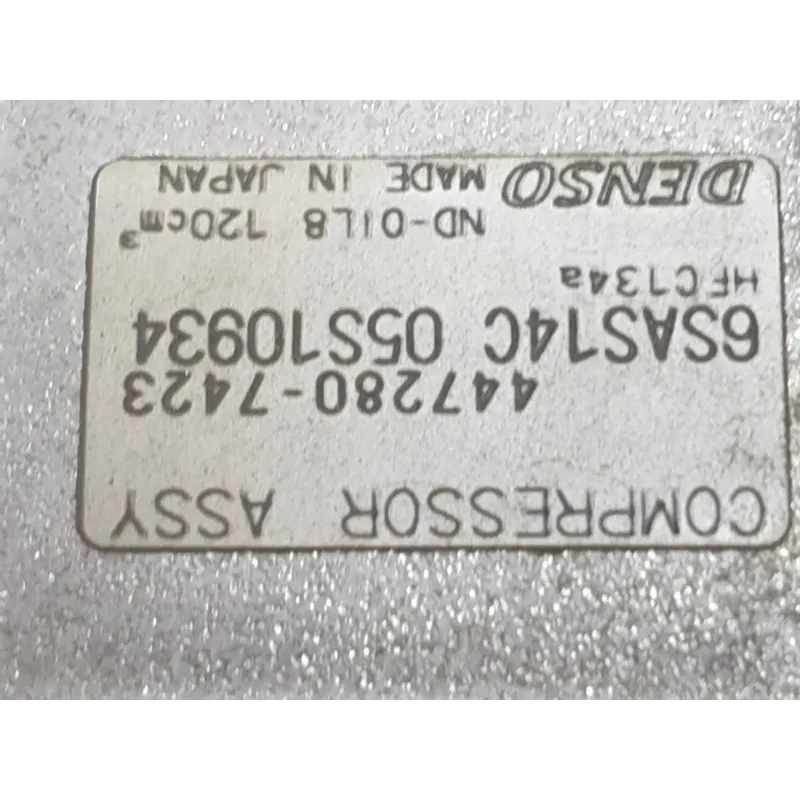 COMPRESSOR ASSY
447280-7423
6SAS14C 05S10934
HFC134a
ND-OIL8 120cm³
DENSO MADE IN JAPAN